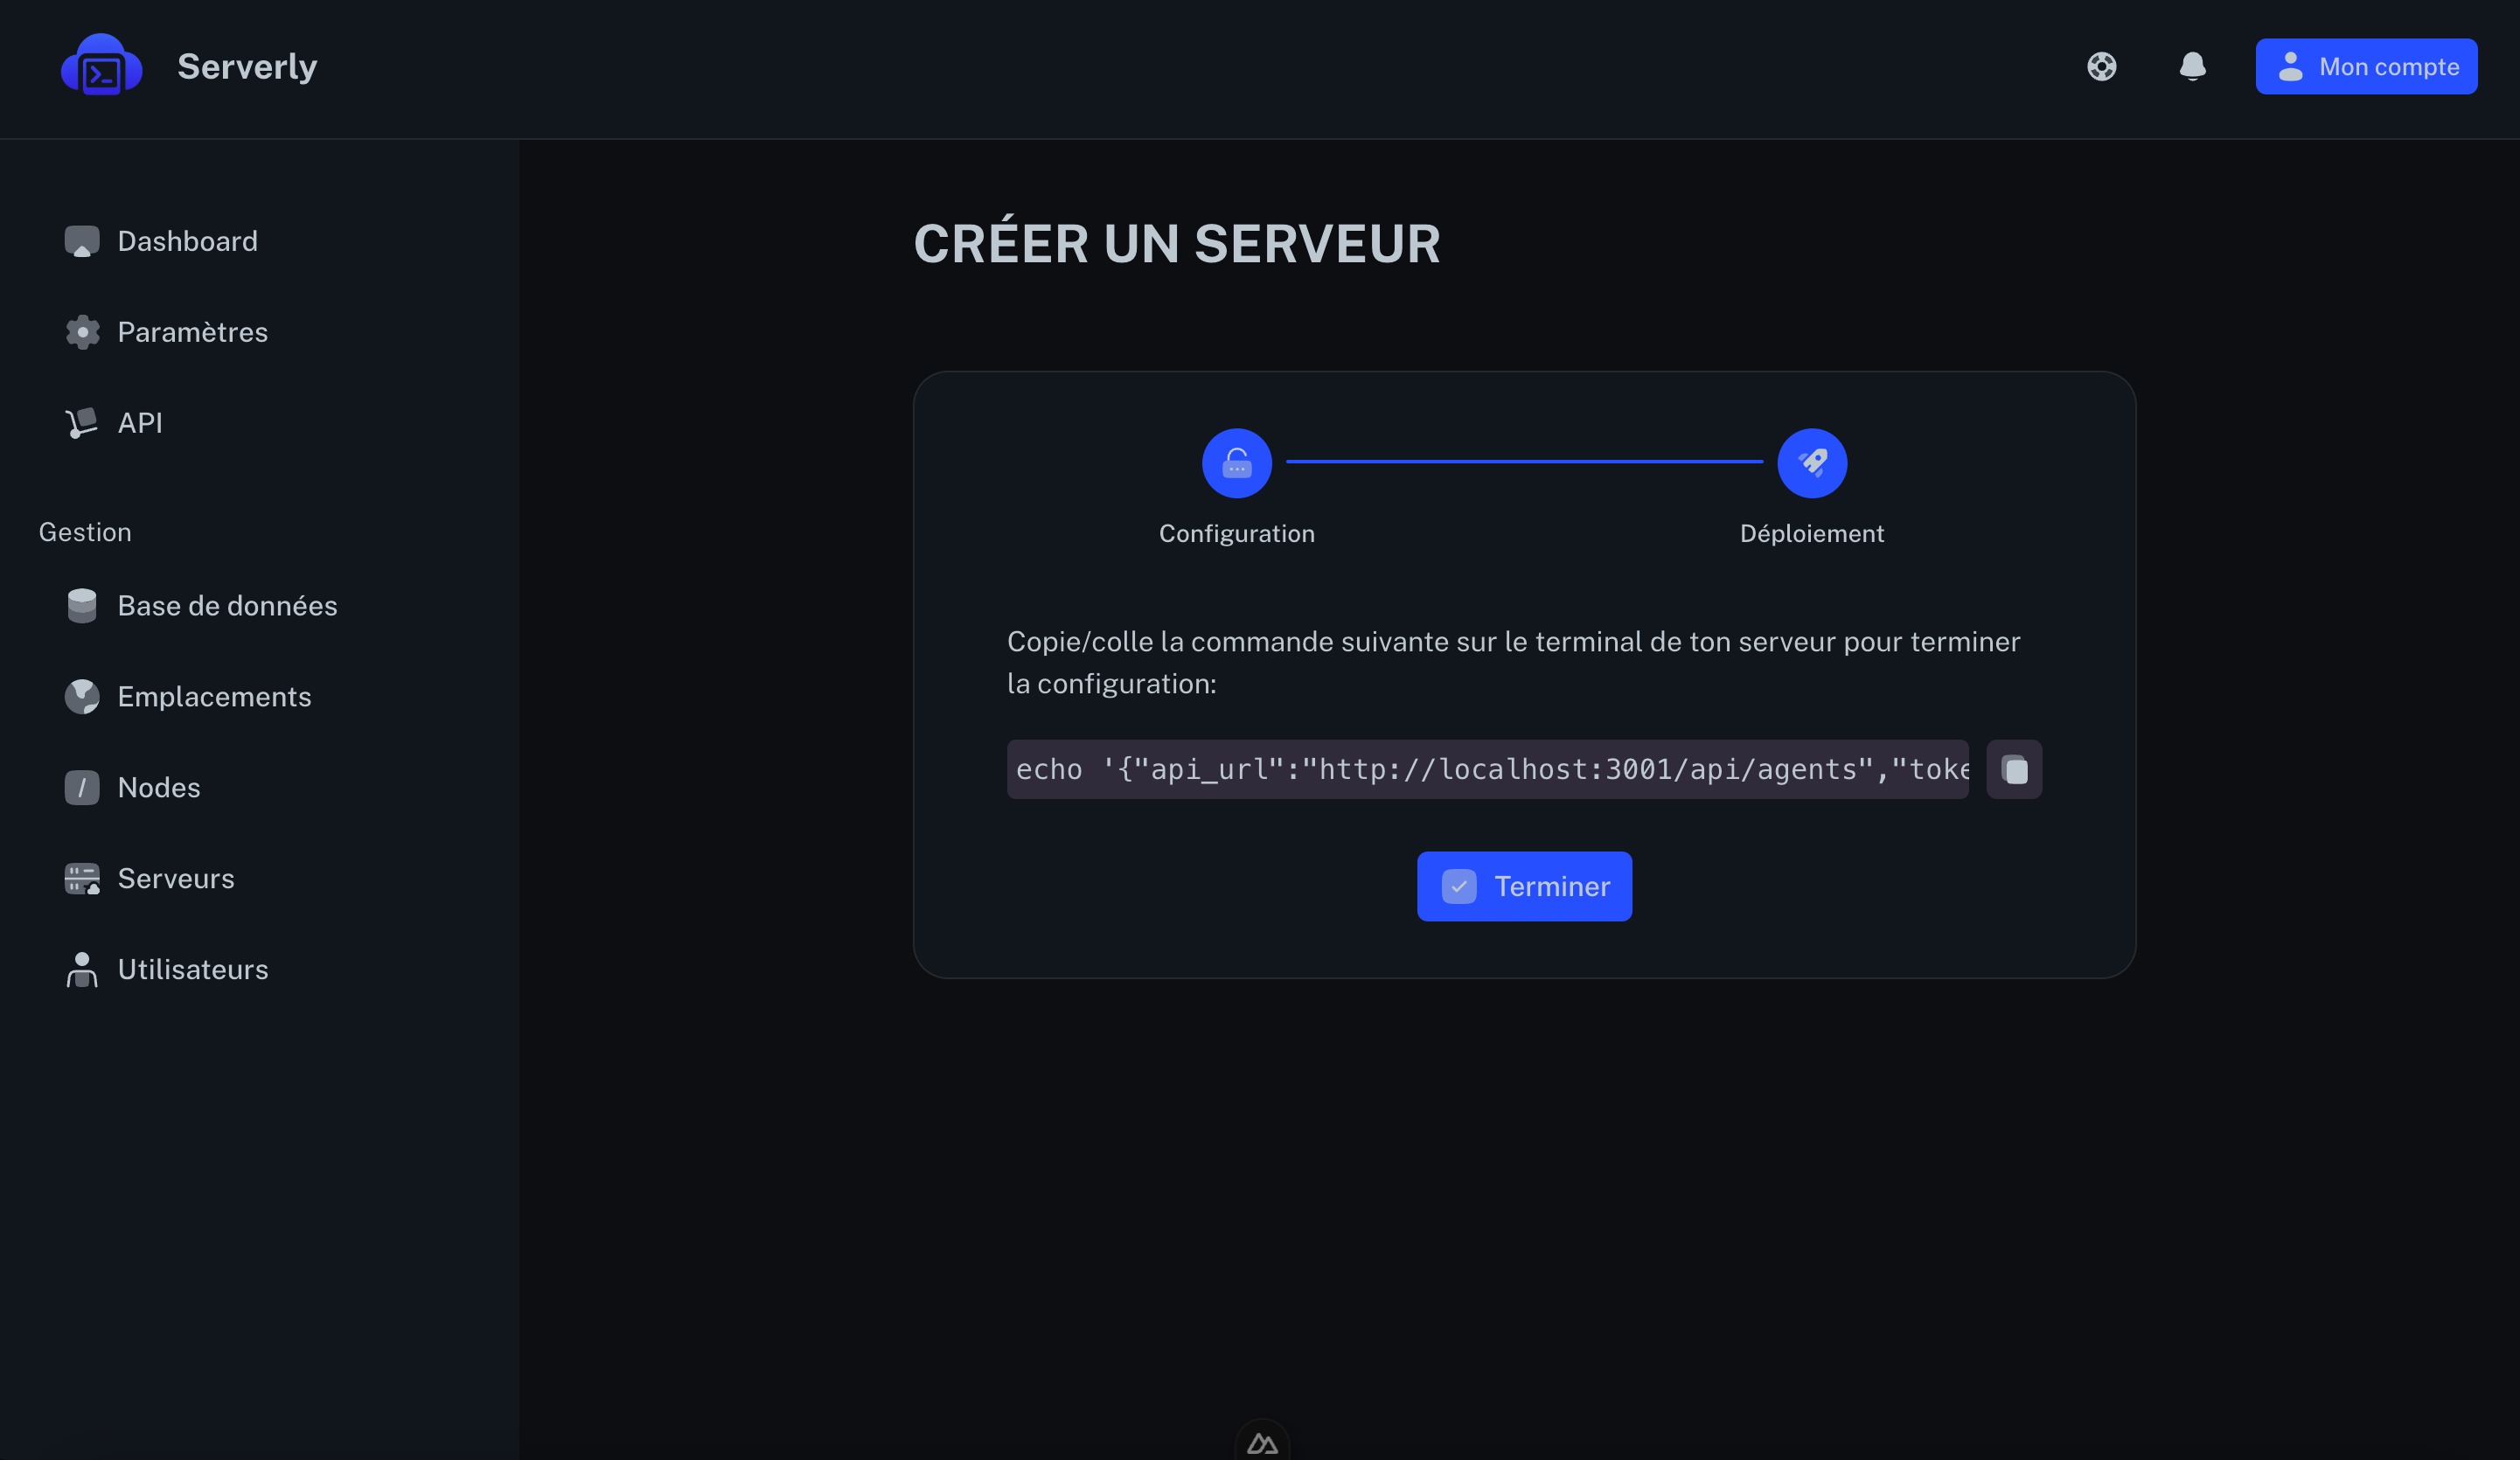 Serverly
Mon compte
Dashboard
Paramètres
API
Gestion
Base de données
Emplacements
Nodes
Serveurs
Utilisateurs
CRÉER UN SERVEUR
Configuration
Déploiement
Copie/colle la commande suivante sur le terminal de ton serveur pour terminer
la configuration:
echo '{"api_url":"http://localhost:3001/api/agents","toke
Terminer